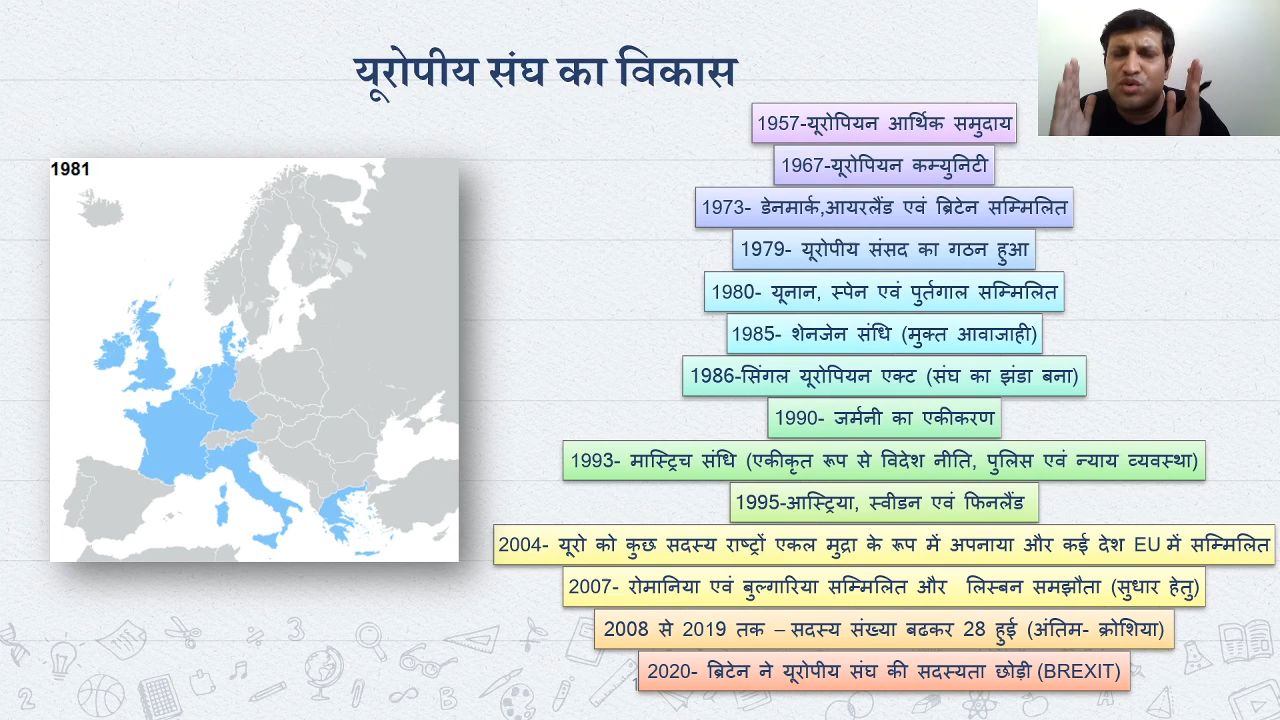 यूरोपीय संघ का विकास
1981
1957-यूरोपियन आर्थिक समुदाय
1967-यूरोपियन कम्युनिटी
1973- डेनमार्क,आयरलैंड एवं ब्रिटेन सम्मिलित
1979- यूरोपीय संसद का गठन हुआ
1980- यूनान, स्पेन एवं पुर्तगाल सम्मिलित
1985- शेनजेन संधि (मुक्त आवाजाही)
1986-सिंगल यूरोपियन एक्ट (संघ का झंडा बना)
1990- जर्मनी का एकीकरण
1993- मास्ट्रिच संधि (एकीकृत रूप से विदेश नीति, पुलिस एवं न्याय व्यवस्था)
1995-आस्ट्रिया, स्वीडन एवं फिनलैंड
2004- यूरो को कुछ सदस्य राष्ट्रों एकल मुद्रा के रूप में अपनाया और कई देश EU में सम्मिलित
2007- रोमानिया एवं बुल्गारिया सम्मिलित और लिस्बन समझौता (सुधार हेतु)
2008 से 2019 तक – सदस्य संख्या बढकर 28 हुई (अंतिम- क्रोशिया)
2020- ब्रिटेन ने यूरोपीय संघ की सदस्यता छोड़ी (BREXIT)